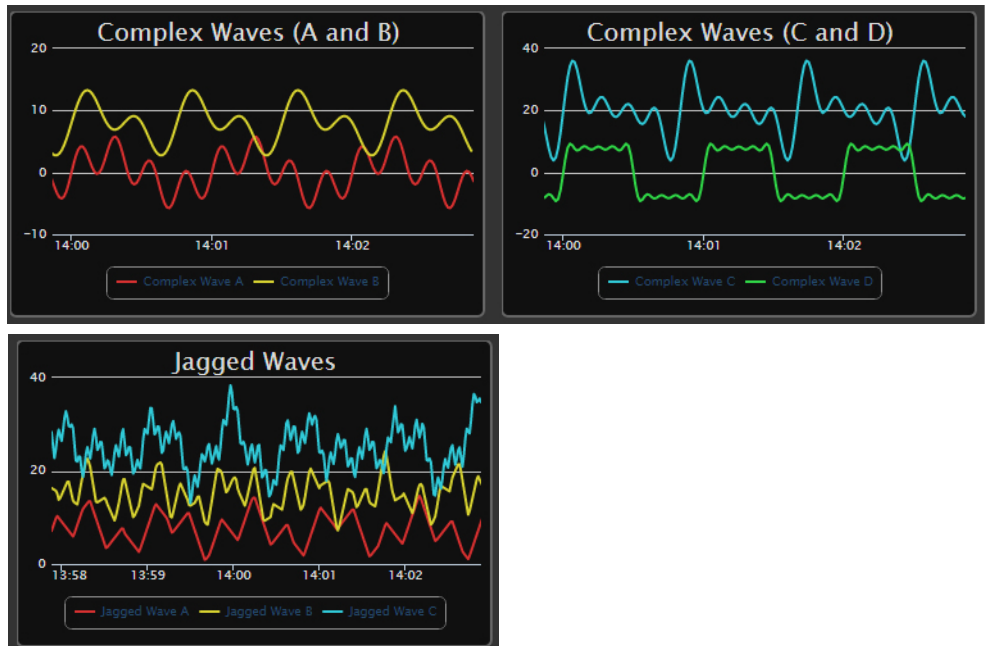 Complex Waves (A and B)
20
10
0
-10
14:00 14:01 14:02
Complex Wave A Complex Wave B
Complex Waves (C and D)
40
20
0
-20
14:00 14:01 14:02
Complex Wave C Complex Wave D
Jagged Waves
40
20
0
13:58 13:59 14:00 14:01 14:02
Jagged Wave A Jagged Wave B Jagged Wave C